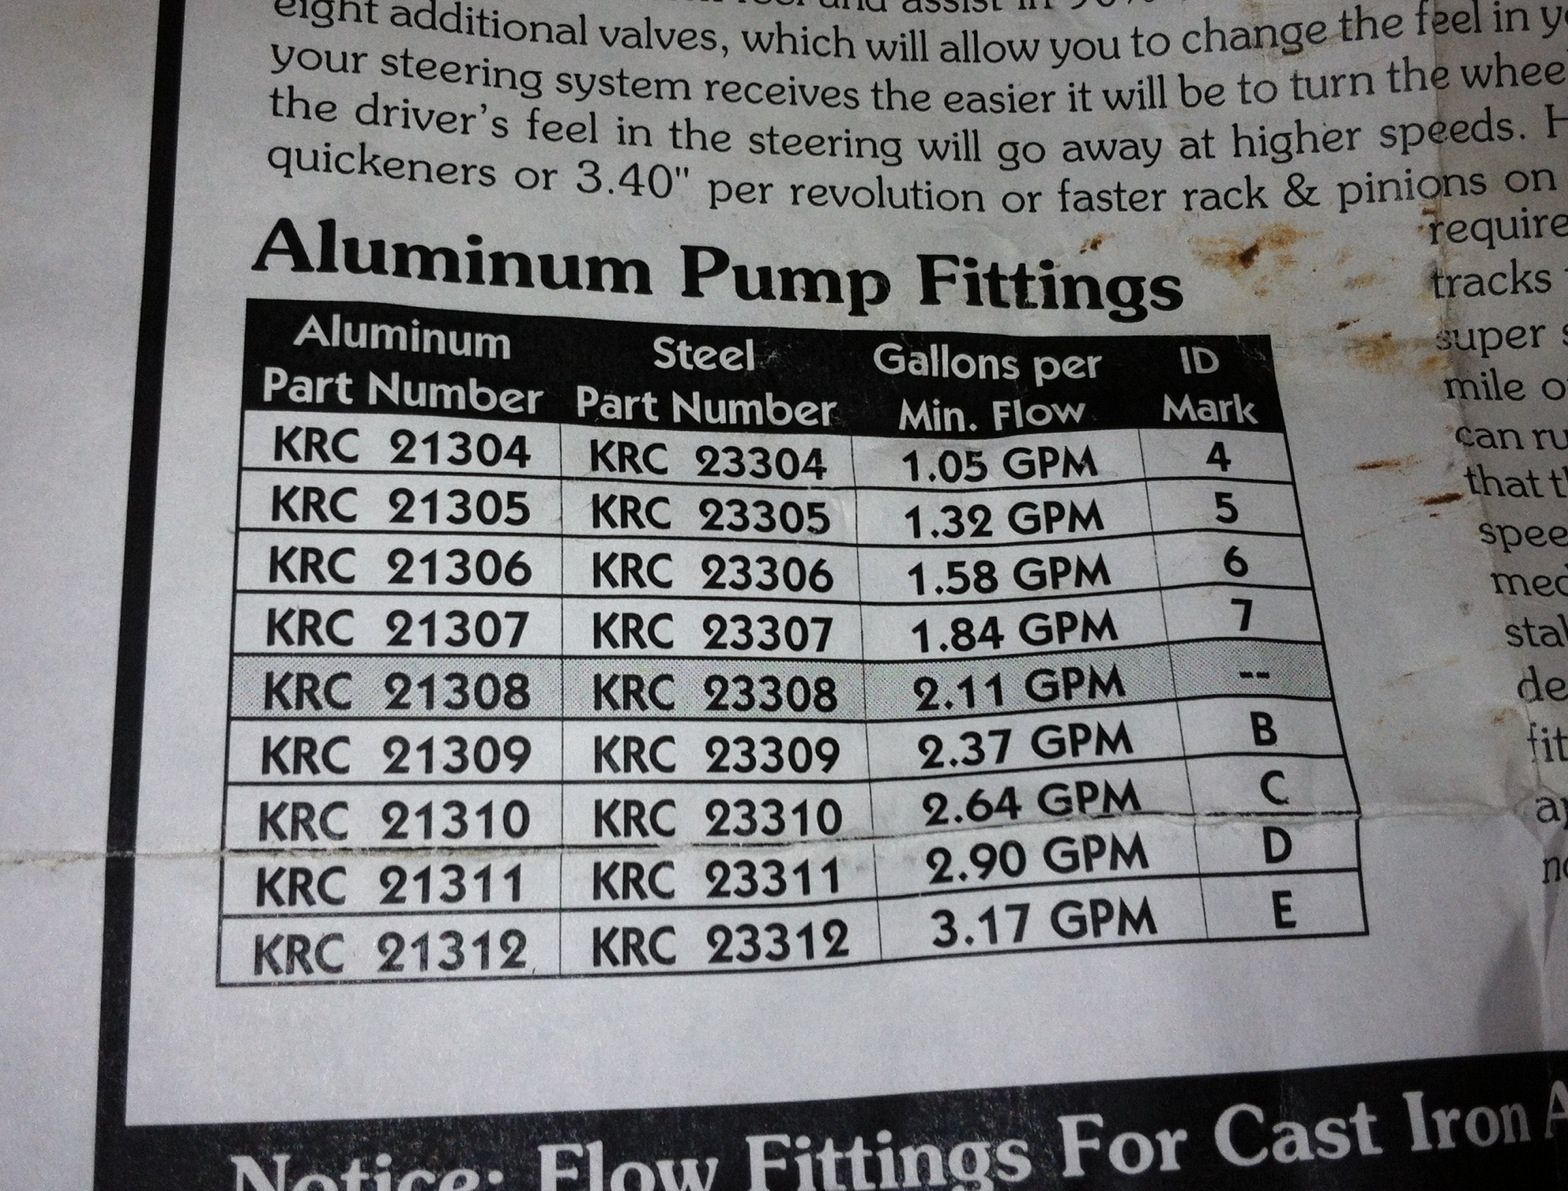 eight additional valves, which will allow you to change the feel in
your steering system receives the easier it will be to turn the
the driver's feel in the steering will go away at higher speeds.
quickeners or 3.40" per revolution or faster rack & pinions on
require
tracks
super
mile
can
that
Aluminum Pump Fittings
Aluminum Part Number Steel Part Number Gallons per Min. Flow ID Mark
KRC 21304 KRC 23304 1.05 GPM 4
KRC 21305 KRC 23305 1.32 GPM 5
KRC 21306 KRC 23306 1.58 GPM 6
KRC 21307 KRC 23307 1.84 GPM 7
KRC 21308 KRC 23308 2.11 GPM --
KRC 21309 KRC 23309 2.37 GPM B
KRC 21310 KRC 23310 2.64 GPM C
KRC 21311 KRC 23311 2.90 GPM D
KRC 21312 KRC 23312 3.17 GPM E
Notice: Flow Fittings For Cast Iron